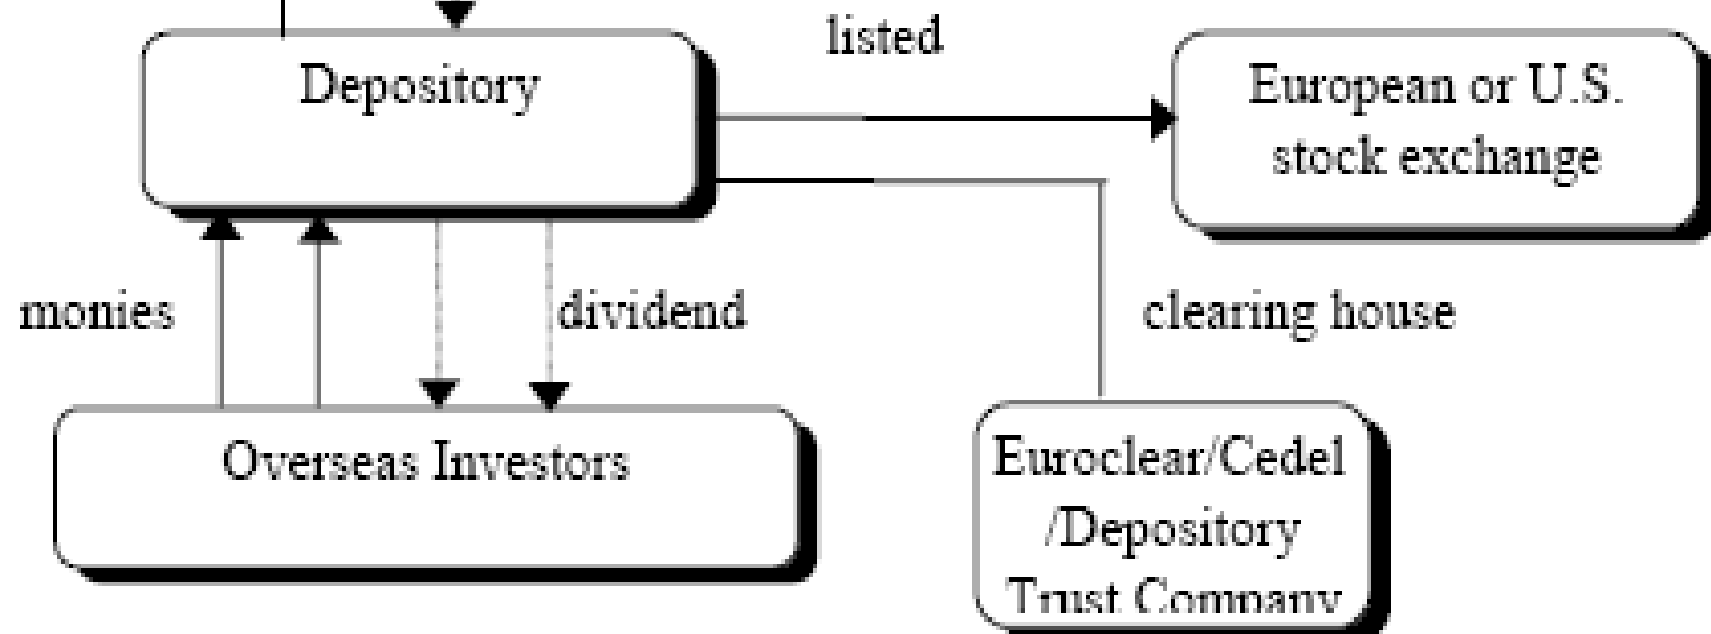 listed
Depository
European or U.S.
stock exchange
monies
dividend
clearing house
Overseas Investors
Euroclear/Cedel
/Depository
Trust Company